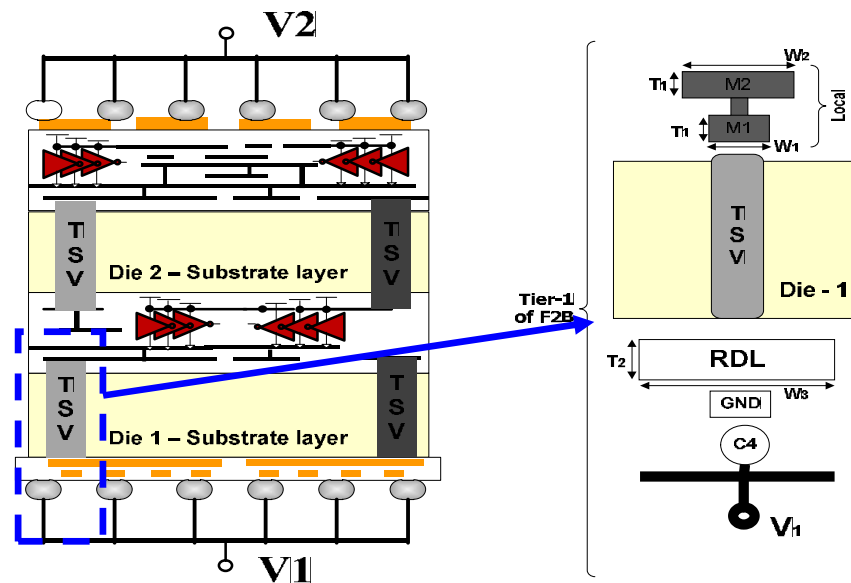 V2
TSV
TSV
Die 2 – Substrate layer
TSV
TSV
Die 1 – Substrate layer
V1
Tier-1
of F2B
W2
T1
M2
Local
T1
M1
W1
TSV
Die - 1
T2
RDL
W3
GND
C4
V1